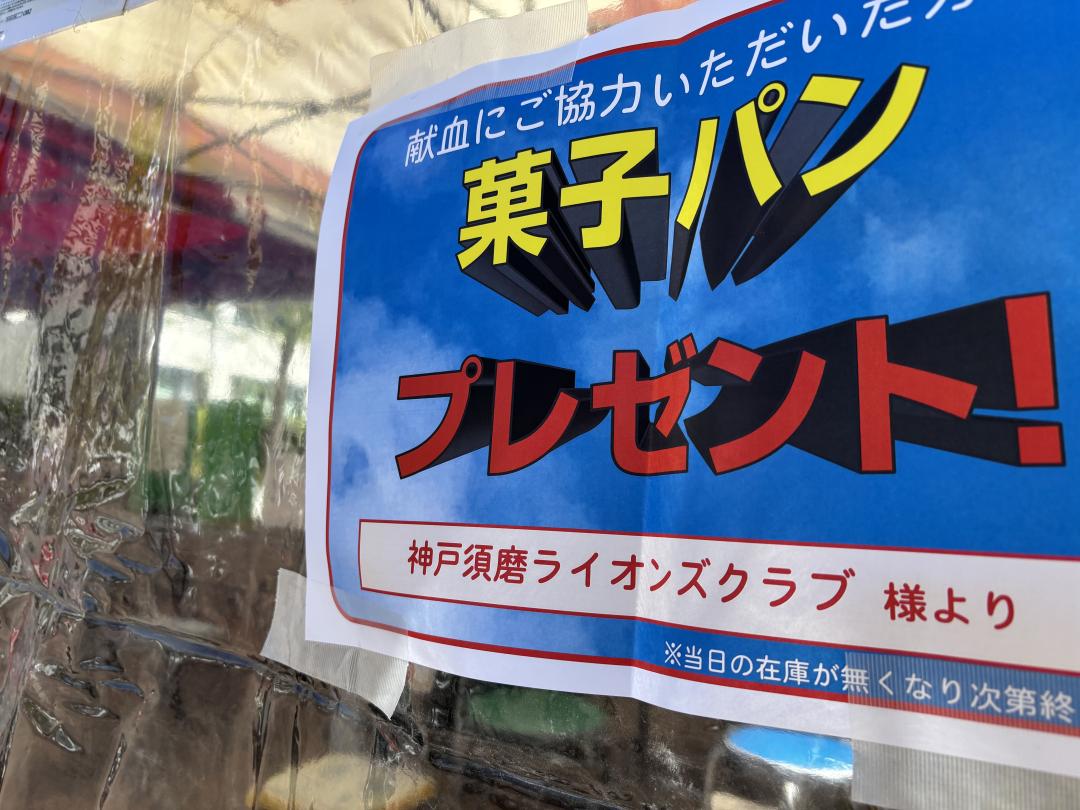 献血にご協力いただいた方
菓子パン
プレゼント!
神戸須磨ライオンズクラブ 様より
※当日の在庫が無くなり次第終